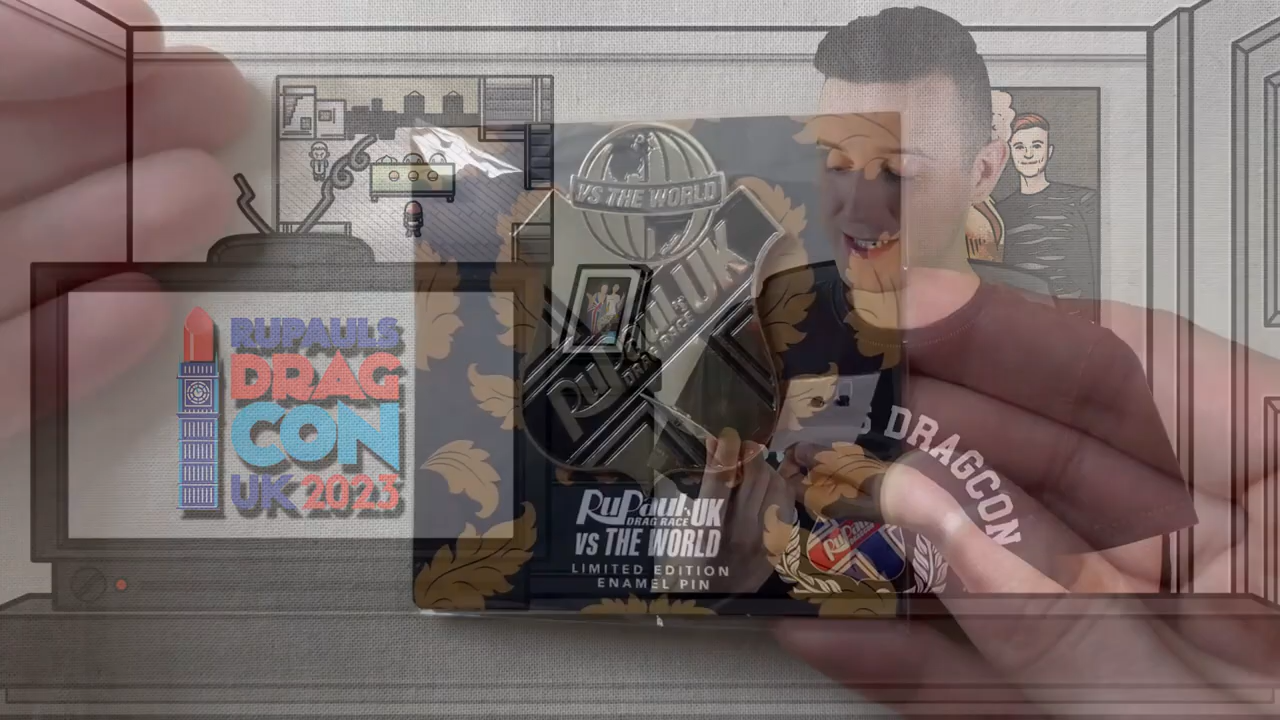 RUPAULS
DRAG
CON
UK 2023
VS THE WORLD
RuPaul UK
DRAG RACE
RuPaul UK
DRAG RACE
VS THE WORLD
LIMITED EDITION
ENAMEL PIN
DRAGCON
RuPaul